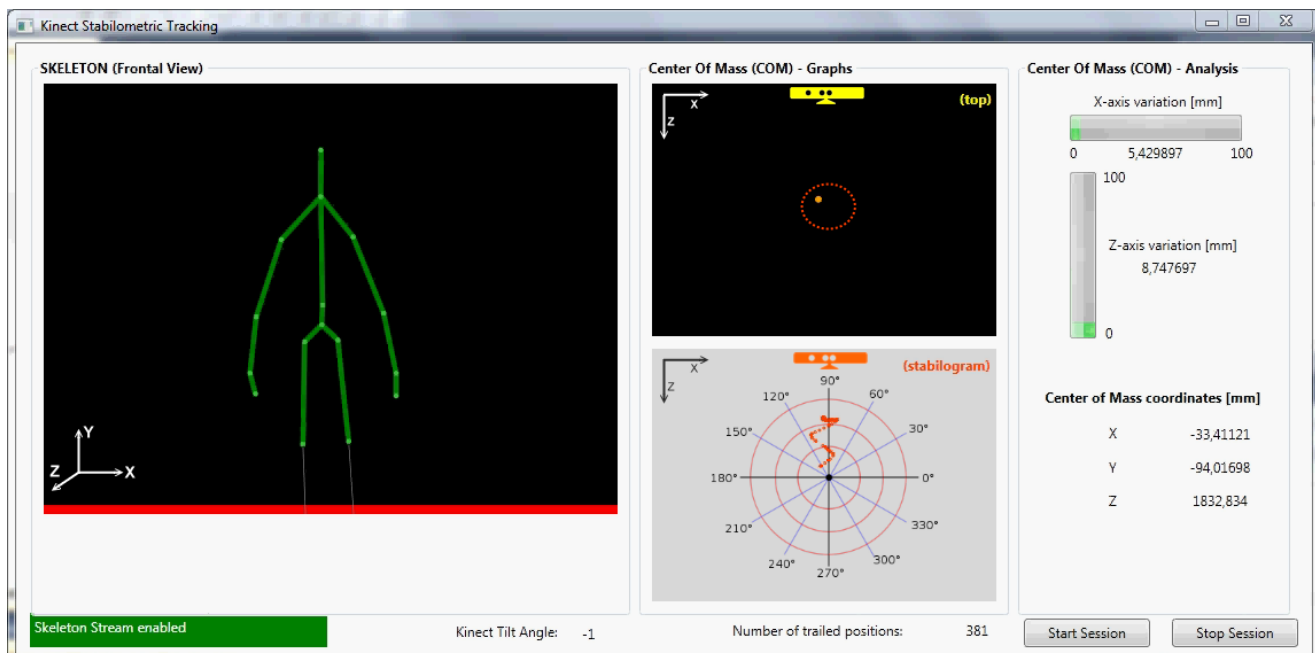 Kinect Stabilometric Tracking
SKELETON (Frontal View)
Y
Z
X
Center Of Mass (COM) - Graphs
X
Z
(top)
X
Z
(stabilogram)
90°
120°
60°
150°
30°
180°
0°
210°
330°
240°
300°
270°
Center Of Mass (COM) - Analysis
X-axis variation [mm]
0 5,429897 100
100
Z-axis variation [mm]
8,747697
0
Center of Mass coordinates [mm]
X -33,41121
Y -94,01698
Z 1832,834
Skeleton Stream enabled
Kinect Tilt Angle: -1
Number of trailed positions: 381
Start Session
Stop Session